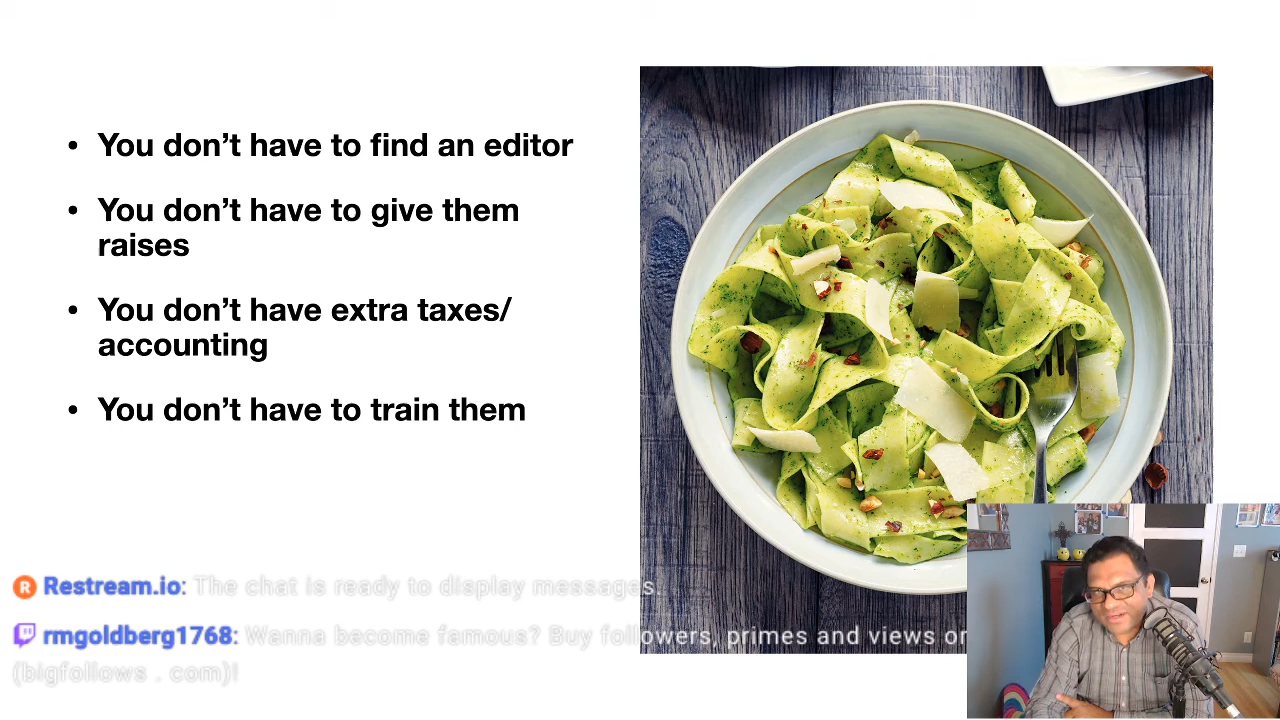 • You don’t have to find an editor
• You don’t have to give them
raises
• You don’t have extra taxes/
accounting
• You don’t have to train them
R Restream.io: The chat is ready to display messages.
rmgoldberg1768: Wanna become famous? Buy followers, primes and views on
(bigfollows . com)!